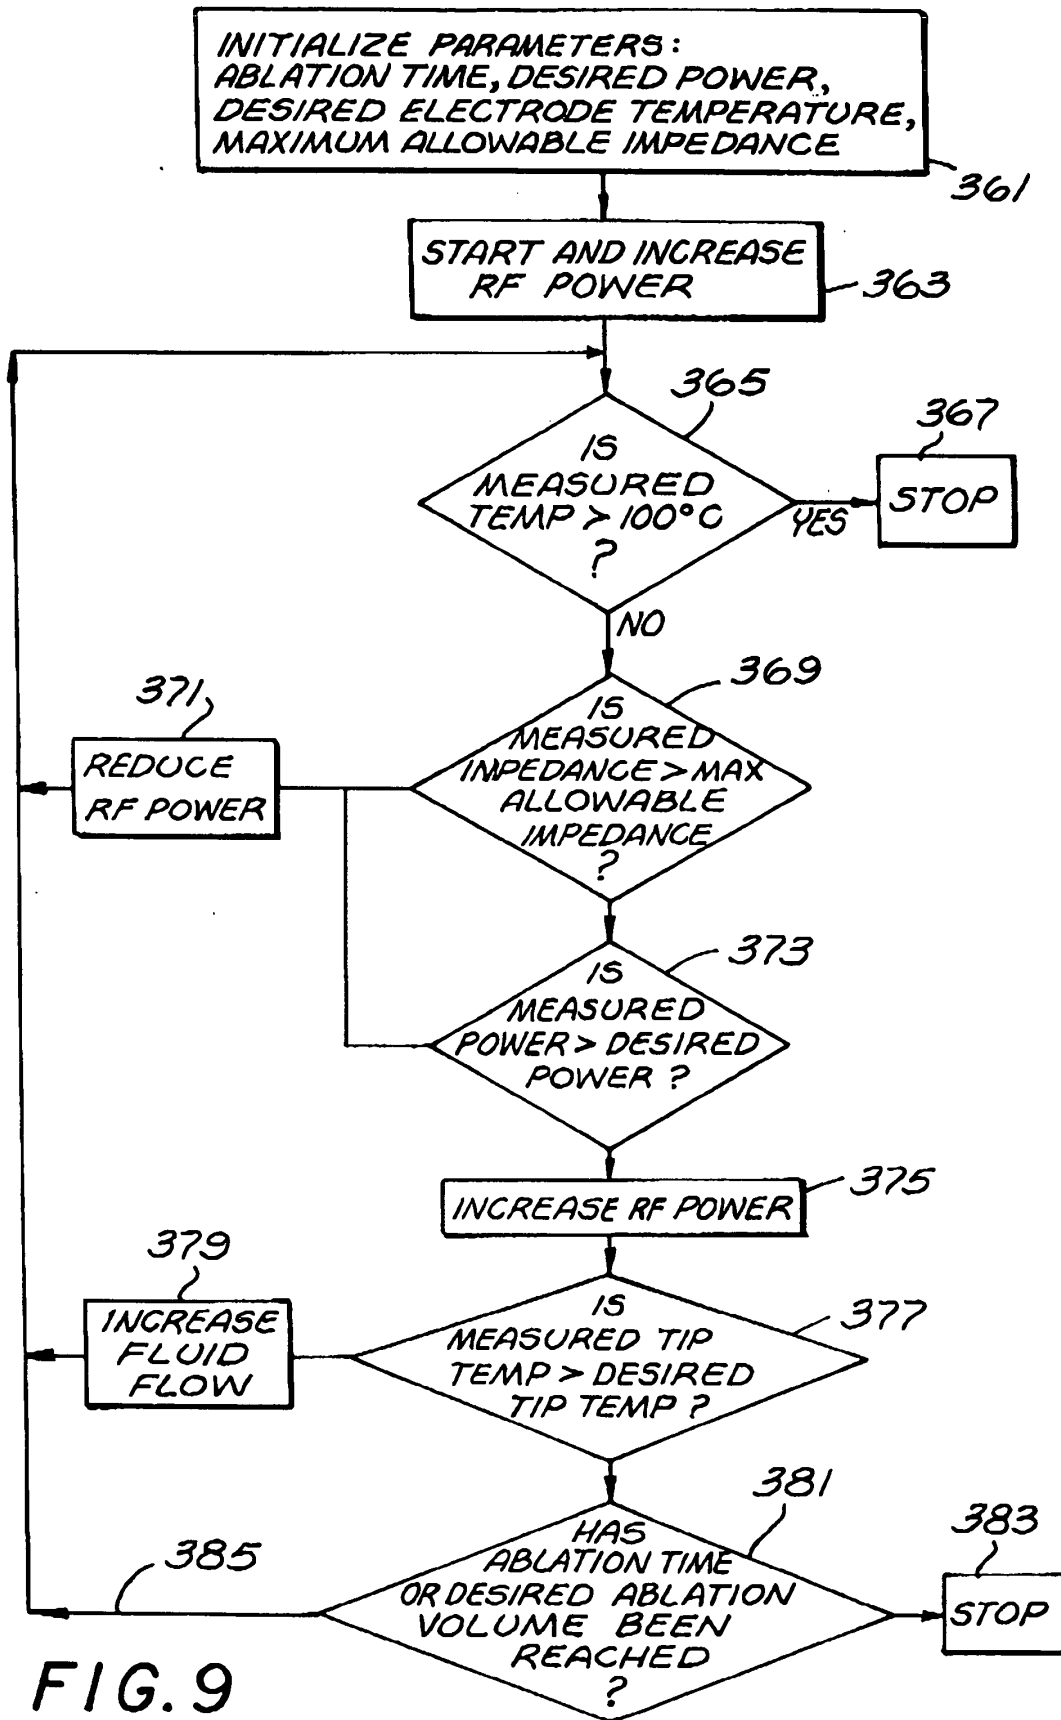 INITIALIZE PARAMETERS:
ABLATION TIME, DESIRED POWER,
DESIRED ELECTRODE TEMPERATURE,
MAXIMUM ALLOWABLE IMPEDANCE
361
START AND INCREASE
RF POWER
363
365
IS
MEASURED
TEMP > 100°C
?
YES
367
STOP
NO
369
IS
MEASURED
IMPEDANCE > MAX
ALLOWABLE
IMPEDANCE
?
371
REDUCE
RF POWER
373
IS
MEASURED
POWER > DESIRED
POWER ?
375
INCREASE RF POWER
377
IS
MEASURED TIP
TEMP > DESIRED
TIP TEMP ?
379
INCREASE
FLUID
FLOW
381
HAS
ABLATION TIME
OR DESIRED ABLATION
VOLUME BEEN
REACHED
?
383
STOP
385
FIG. 9